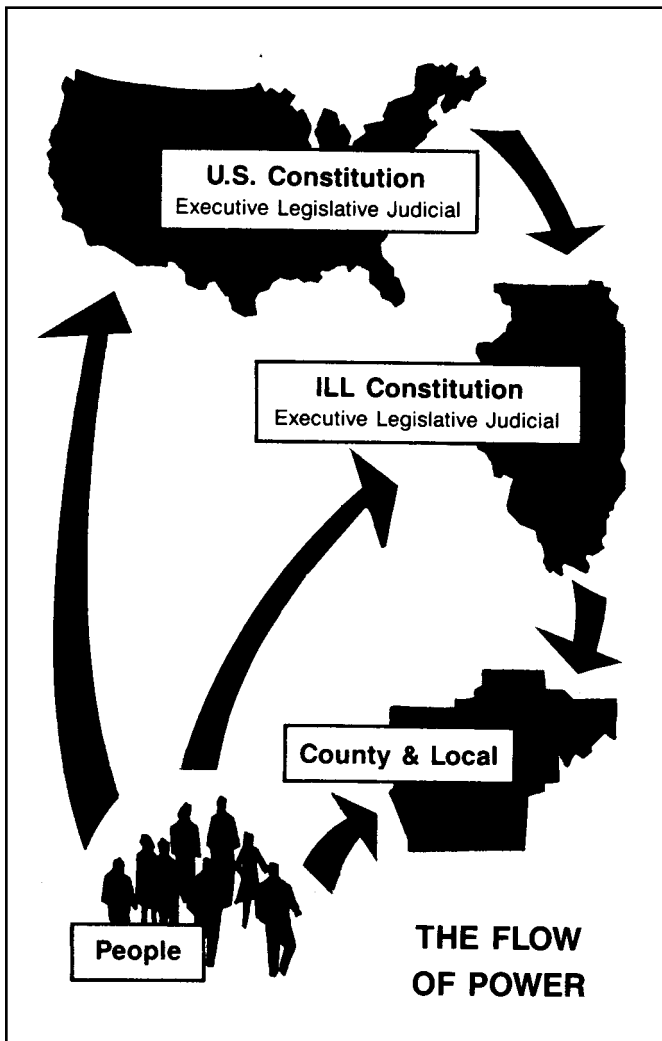 U.S. Constitution
Executive Legislative Judicial
ILL Constitution
Executive Legislative Judicial
County & Local
People
THE FLOW
OF POWER